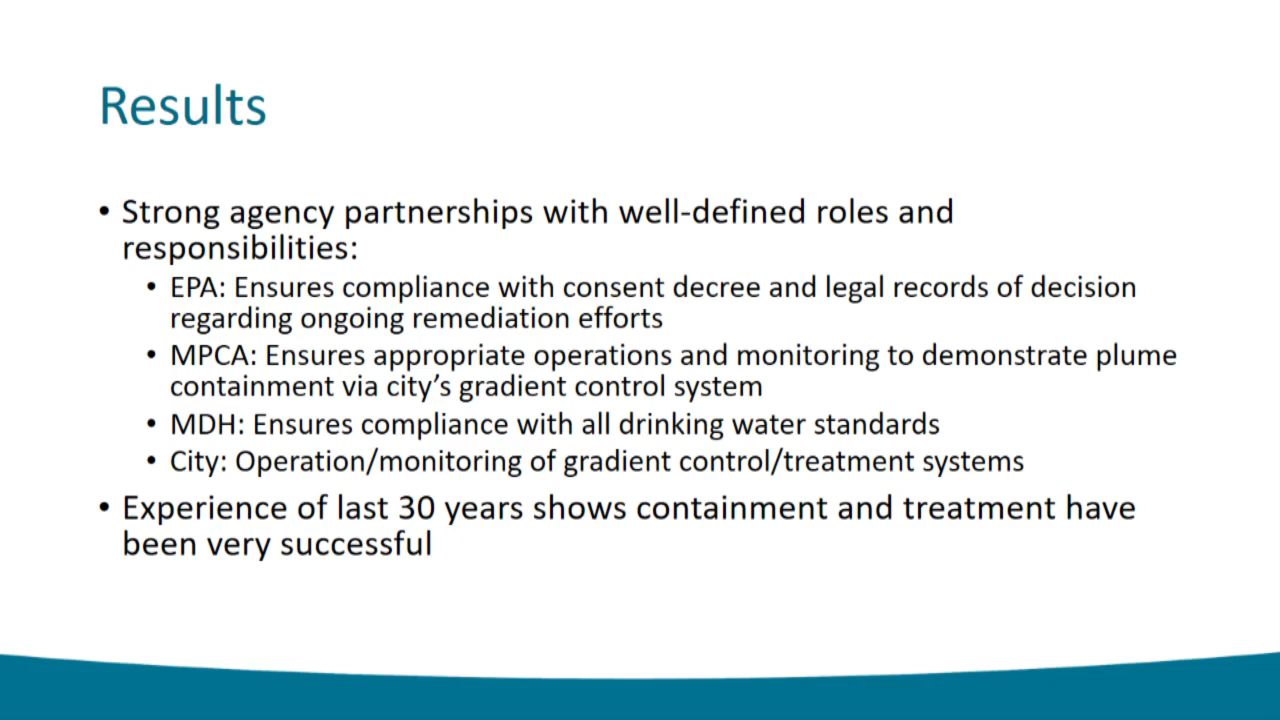 Results
• Strong agency partnerships with well-defined roles and
responsibilities:
• EPA: Ensures compliance with consent decree and legal records of decision
regarding ongoing remediation efforts
• MPCA: Ensures appropriate operations and monitoring to demonstrate plume
containment via city’s gradient control system
• MDH: Ensures compliance with all drinking water standards
• City: Operation/monitoring of gradient control/treatment systems
• Experience of last 30 years shows containment and treatment have
been very successful